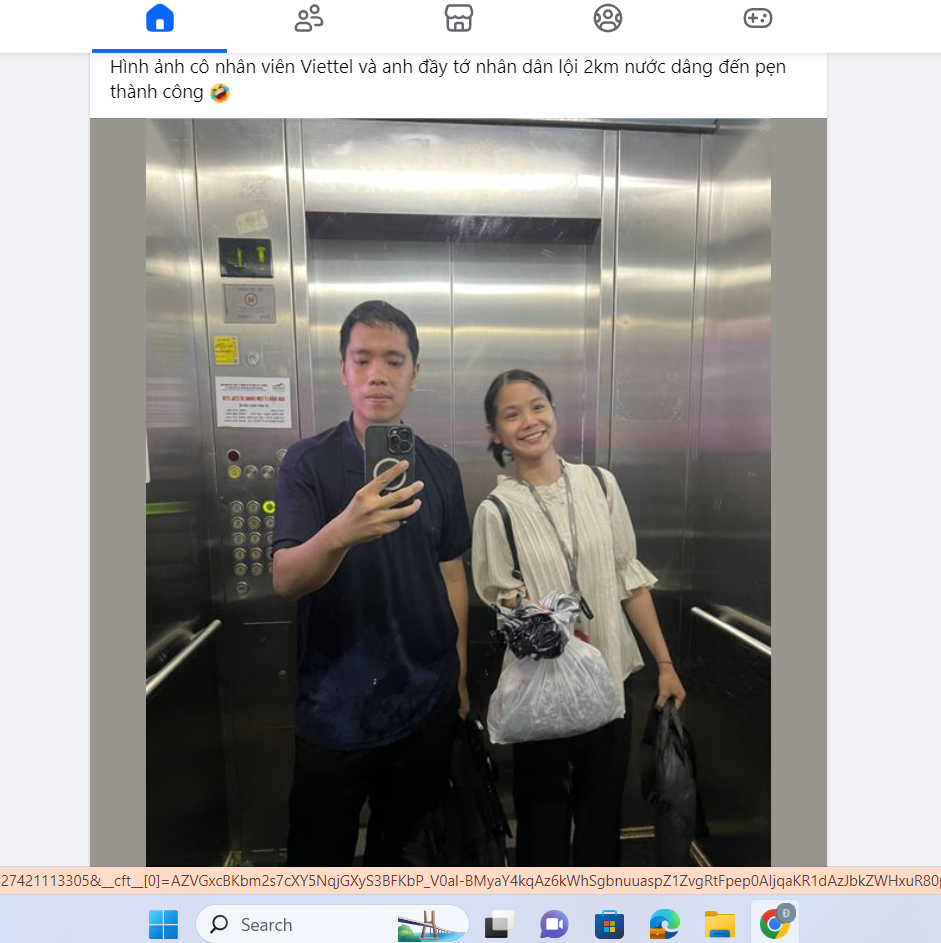 Hình ảnh cô nhân viên Viettel và anh đầy tớ nhân dân lội 2km nước dâng đến pẹn
thành công 🤣
27421113305&__cft__[0]=AZVGxcBKbm2s7cXY5NqjGXyS3BFKbP_V0aI-BMyaY4kqAz6kWhSgbnuuaspZ1ZvgRtFpep0AljqaKR1dAzJbkZWHxuR80
Search
Đ